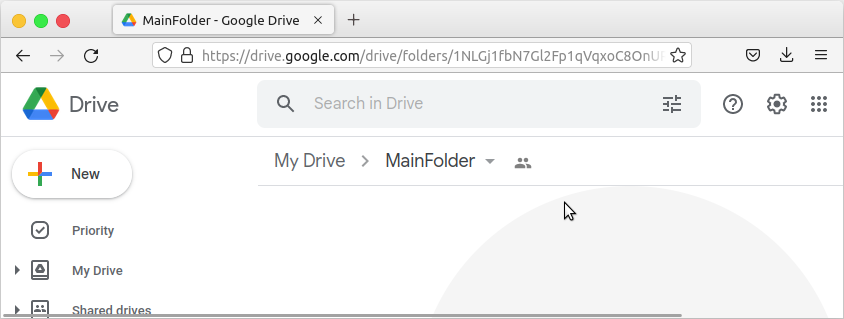 MainFolder - Google Drive
https://drive.google.com/drive/folders/1NLGj1fbN7Gl2Fp1qVqxoC8OnU
Drive
Search in Drive
My Drive > MainFolder
New
Priority
My Drive
Shared drives